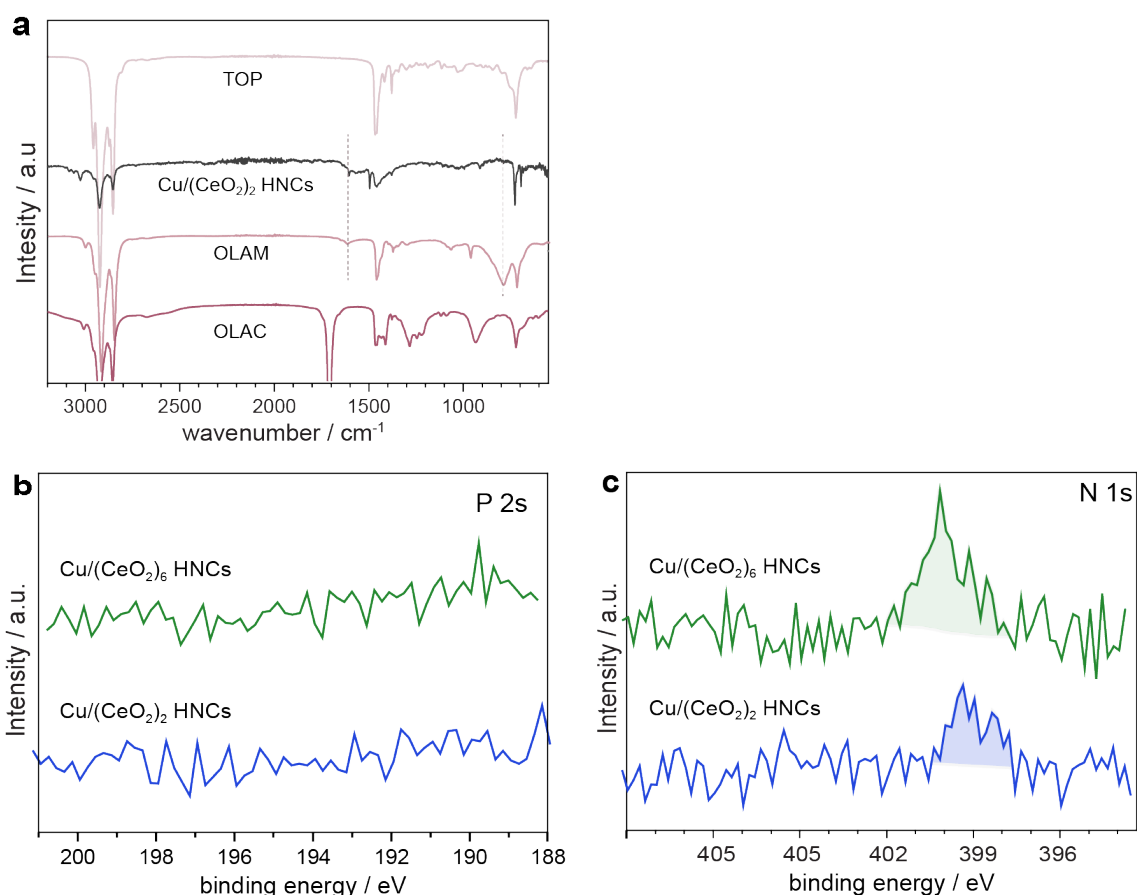 a
TOP
Cu/(CeO₂)₂ HNCs
OLAM
OLAC
Intesity / a.u
3000 2500 2000 1500 1000
wavenumber / cm⁻¹
b
P 2s
Cu/(CeO₂)₆ HNCs
Cu/(CeO₂)₂ HNCs
Intensity / a.u.
200 198 196 194 192 190 188
binding energy / eV
c
N 1s
Cu/(CeO₂)₆ HNCs
Cu/(CeO₂)₂ HNCs
Intensity / a.u.
405 405 402 399 396
binding energy / eV